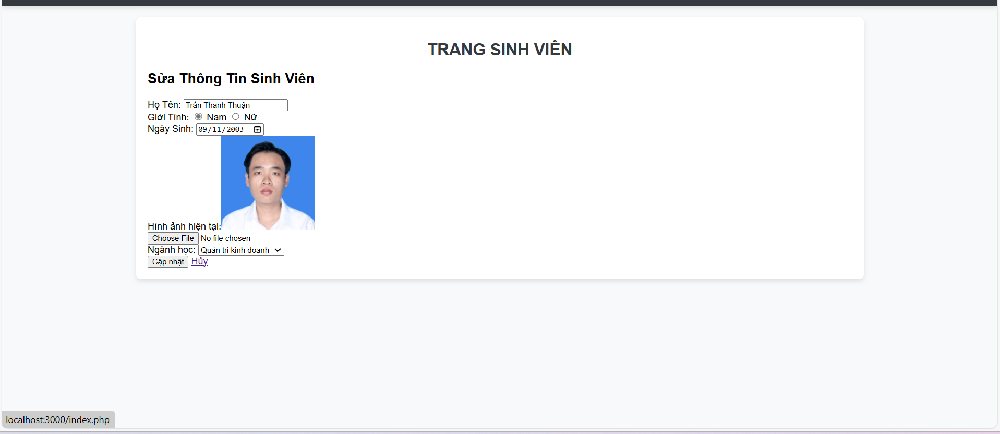 TRANG SINH VIÊN
Sửa Thông Tin Sinh Viên
Họ Tên: Trần Thanh Thuận
Giới Tính: Nam Nữ
Ngày Sinh: 09/11/2003
Hình ảnh hiện tại:
Choose File No file chosen
Ngành học: Quản trị kinh doanh
Cập nhật Hủy
localhost:3000/index.php